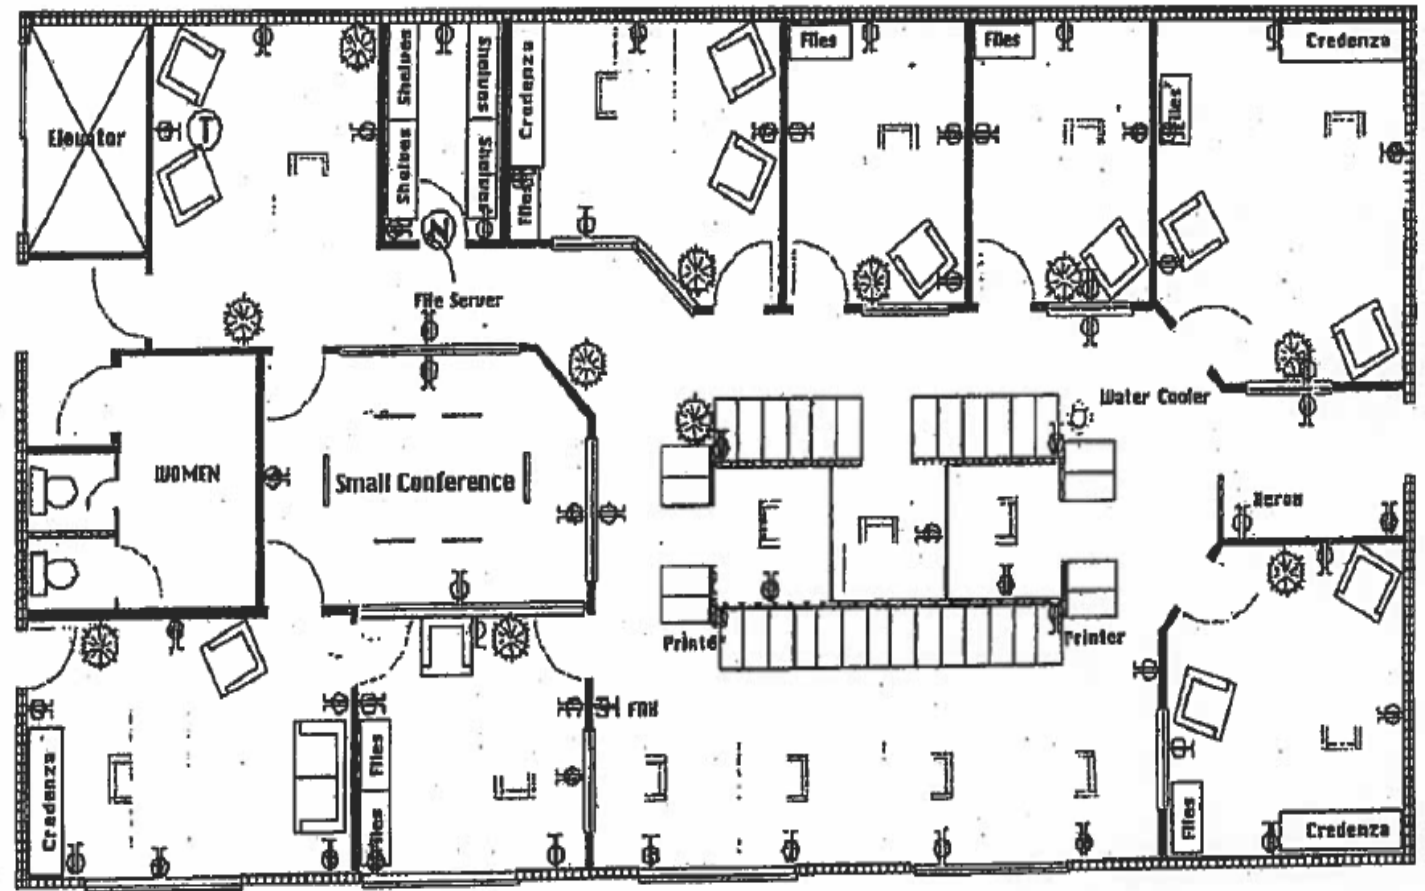 Files
Files
Credenza
Shelves
Shelves
Credenza
Files
Elevator
T
Shelves
Shelves
Files
N
File Server
Water Cooler
WOMEN
Small Conference
Xerox
Printer
Printer
FAX
Files
Credenza
Files
Files
Credenza